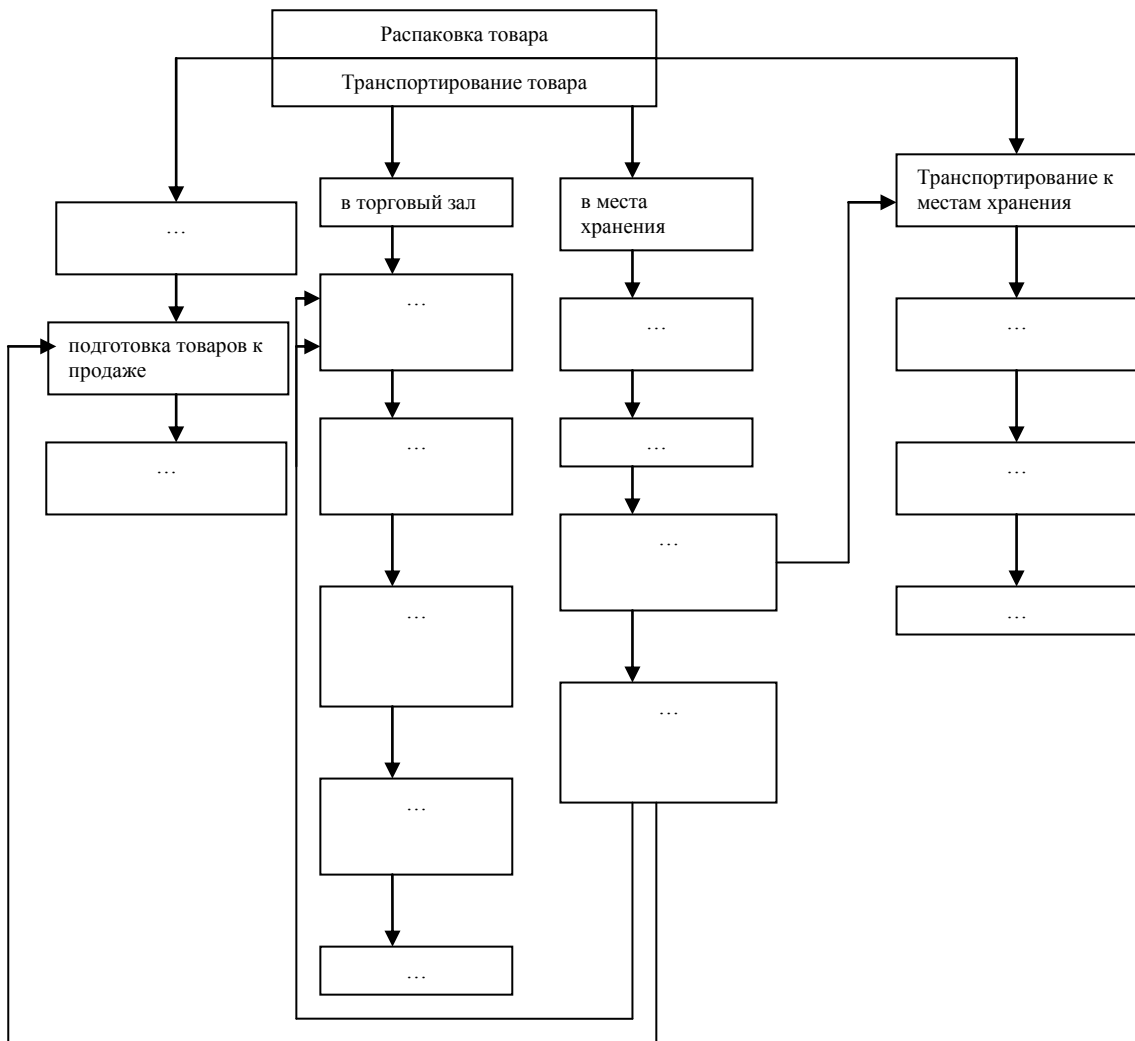 Распаковка товара
Транспортирование товара
…
подготовка товаров к
продаже
…
в торговый зал
…
…
…
…
…
в места
хранения
…
…
…
…
Транспортирование к
местам хранения
…
…
…